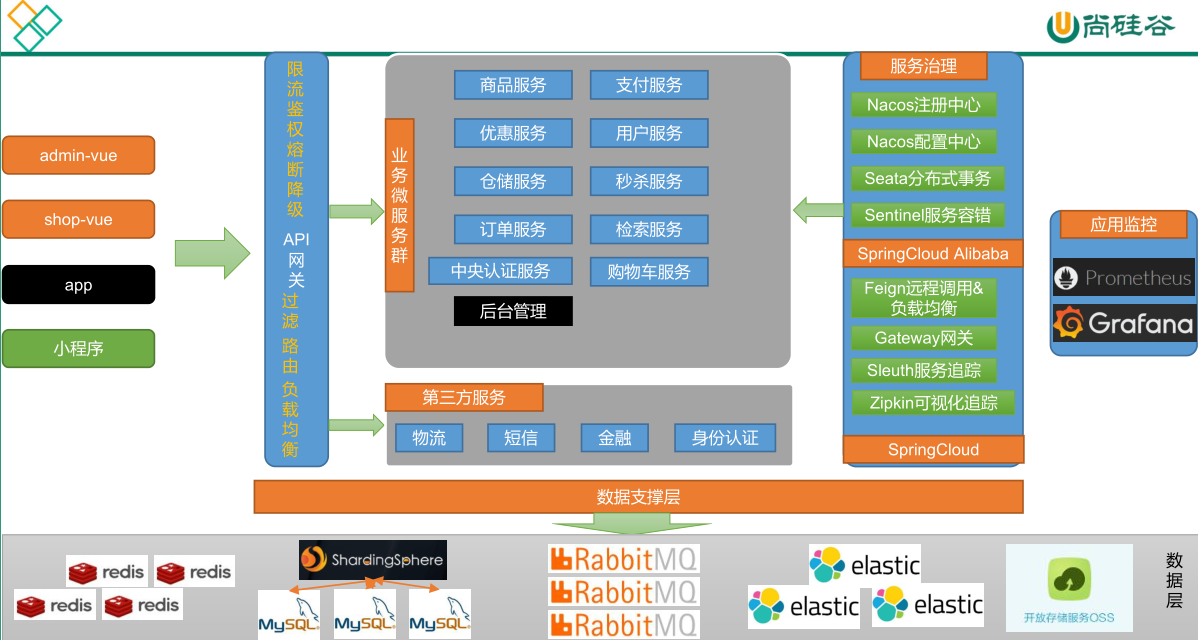 尚硅谷
admin-vue
shop-vue
app
小程序
限流鉴权熔断降级
API
网关
过滤
路由
负载均衡
业务微服务群
商品服务
支付服务
优惠服务
用户服务
仓储服务
秒杀服务
订单服务
检索服务
中央认证服务
购物车服务
后台管理
第三方服务
物流
短信
金融
身份认证
服务治理
Nacos注册中心
Nacos配置中心
Seata分布式事务
Sentinel服务容错
SpringCloud Alibaba
Feign远程调用&
负载均衡
Gateway网关
Sleuth服务追踪
Zipkin可视化追踪
SpringCloud
应用监控
Prometheus
Grafana
数据支撑层
redis
redis
redis
redis
ShardingSphere
MySQL
MySQL
MySQL
RabbitMQ
RabbitMQ
RabbitMQ
elastic
elastic
elastic
开放存储服务OSS
数据层